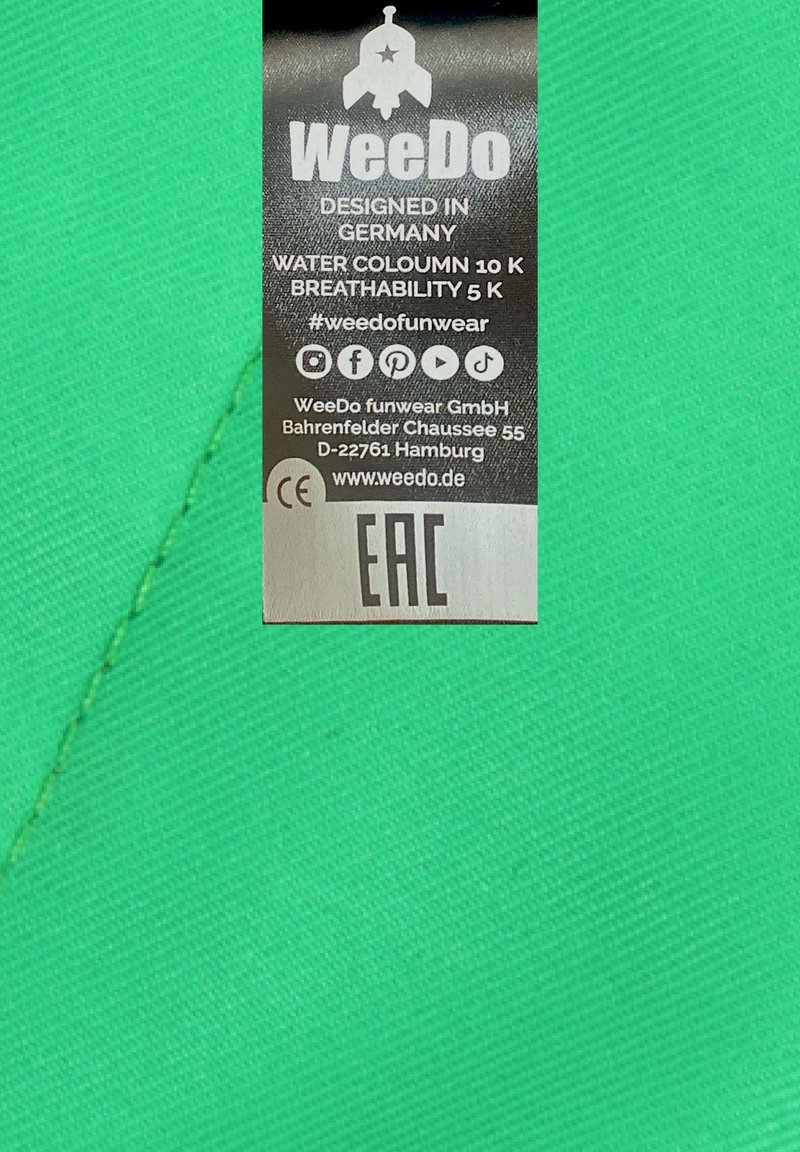 WeeDo
DESIGNED IN
GERMANY
WATER COLOUMN 10 K
BREATHABILITY 5 K
#weedofunwear
WeeDo funwear GmbH
Bahrenfelder Chaussee 55
D-22761 Hamburg
www.weedo.de
CE
EAC